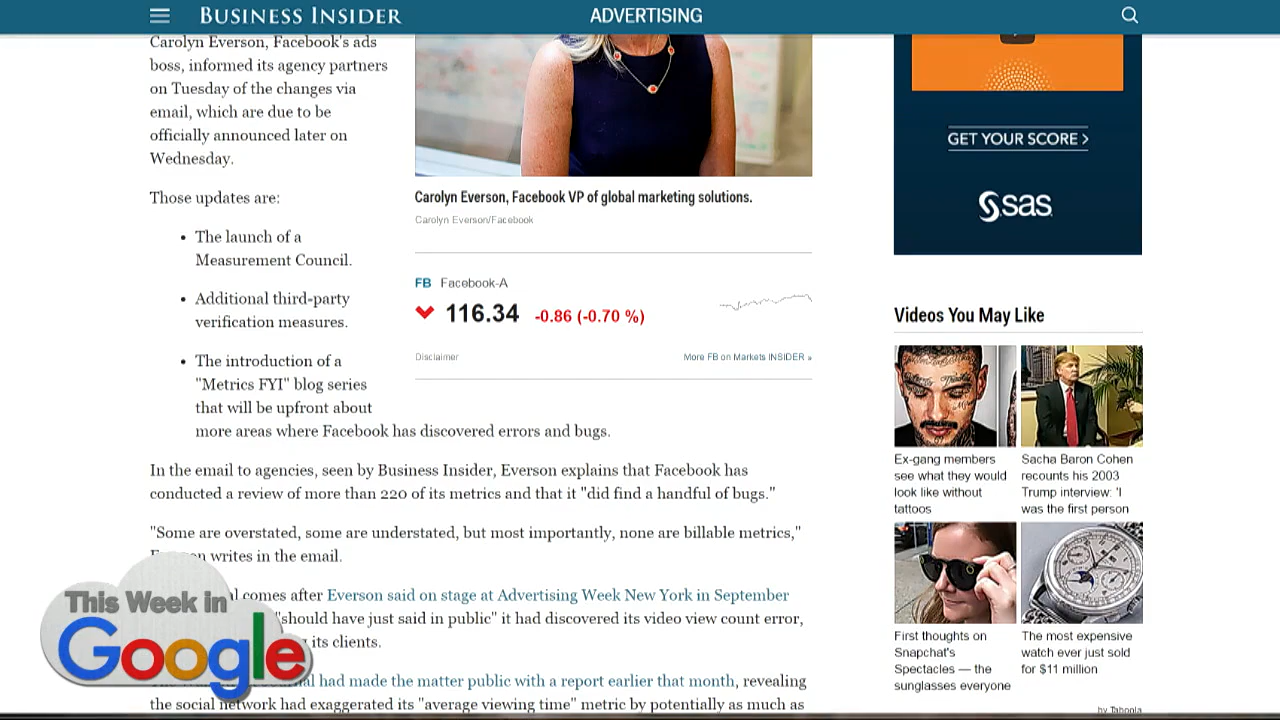 BUSINESS INSIDER
ADVERTISING
Carolyn Everson, Facebook's ads
boss, informed its agency partners
on Tuesday of the changes via
email, which are due to be
officially announced later on
Wednesday.
Those updates are:
• The launch of a
Measurement Council.
• Additional third-party
verification measures.
• The introduction of a
"Metrics FYI" blog series
that will be upfront about
more areas where Facebook has discovered errors and bugs.
In the email to agencies, seen by Business Insider, Everson explains that Facebook has
conducted a review of more than 220 of its metrics and that it "did find a handful of bugs."
"Some are overstated, some are understated, but most importantly, none are billable metrics,"
writes in the email.
comes after Everson said on stage at Advertising Week New York in September
"should have just said in public" it had discovered its video view count error,
its clients.
had made the matter public with a report earlier that month, revealing
the social network had exaggerated its "average viewing time" metric by potentially as much as
Carolyn Everson, Facebook VP of global marketing solutions.
Carolyn Everson/Facebook
FB Facebook-A
116.34 -0.86 (-0.70 %)
Disclaimer
More FB on Markets INSIDER »
GET YOUR SCORE >
sas
Videos You May Like
Ex-gang members
see what they would
look like without
tattoos
Sacha Baron Cohen
recounts his 2003
Trump interview: 'I
was the first person
First thoughts on
Snapchat's
Spectacles — the
sunglasses everyone
The most expensive
watch ever just sold
for $11 million
by Taboola
This Week in
Google